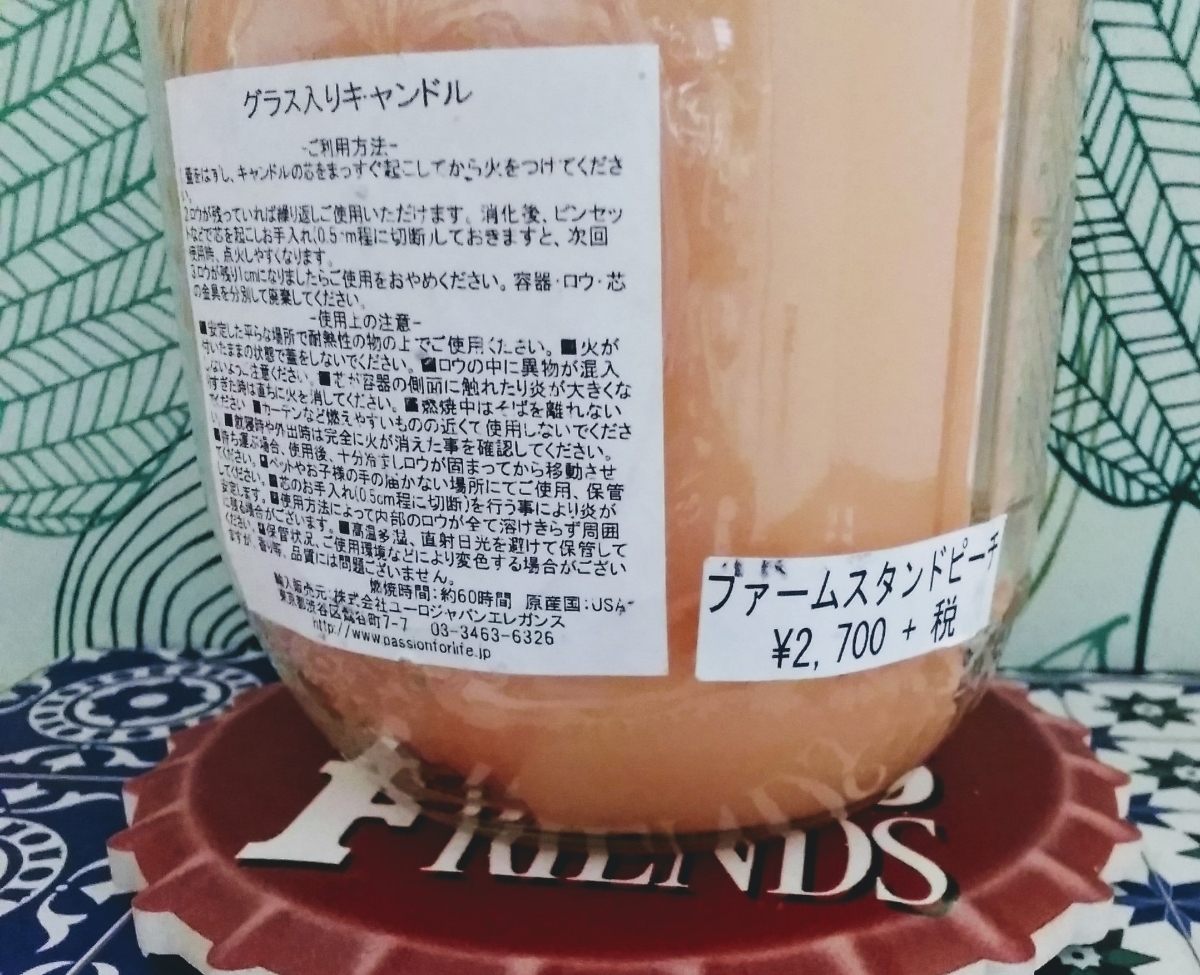 グラス入りキャンドル
-ご利用方法-
蓋をはずし、キャンドルの芯をまっすぐ起こしてから火をつけてくださ
い。
2ロウが残っていれば繰り返しご使用いただけます。消化後、ピンセッ
トなどで芯を起こしお手入れ(0.5cm程に切断)しておきますと、次回
使用時、点火しやすくなります。
3ロウが残り1cmになりましたらご使用をおやめください。容器・ロウ・芯
の金具を分別して廃棄してください。
-使用上の注意-
■安定した平らな場所で耐熱性の物の上でご使用ください。■火が
付いたままの状態で蓋をしないでください。■ロウの中に異物が混入
しないようご注意ください。■芯が容器の側面に触れたり炎が大きくな
りすぎた時は直ちに火を消してください。■燃焼中はそばを離れない
でください■カーテンなど燃えやすいものの近くで使用しないでくださ
い。■就寝時や外出時は完全に火が消えた事を確認してください。
■持ち運ぶ場合、使用後、十分冷ましロウが固まってから移動させ
てください。■ペットやお子様の手の届かない場所にてご使用、保管
してください。■芯のお手入れ(0.5cm程に切断)を行う事により炎が
安定します。■使用方法によって内部のロウが全て溶けきらず周囲
に残る場合がございます。■高温多湿、直射日光を避けて保管して
ください。■保管状況、ご使用環境などにより変色する場合がござい
ますが、香り等、品質には問題ございません。
燃焼時間:約60時間 原産国:USA
輸入販売元:株式会社ユーロジャパンエレガンス
東京都渋谷区鶯谷町7-7 03-3463-6326
http://www.passionforlife.jp
ファームスタンドピーチ
¥2,700+税
FRIENDS